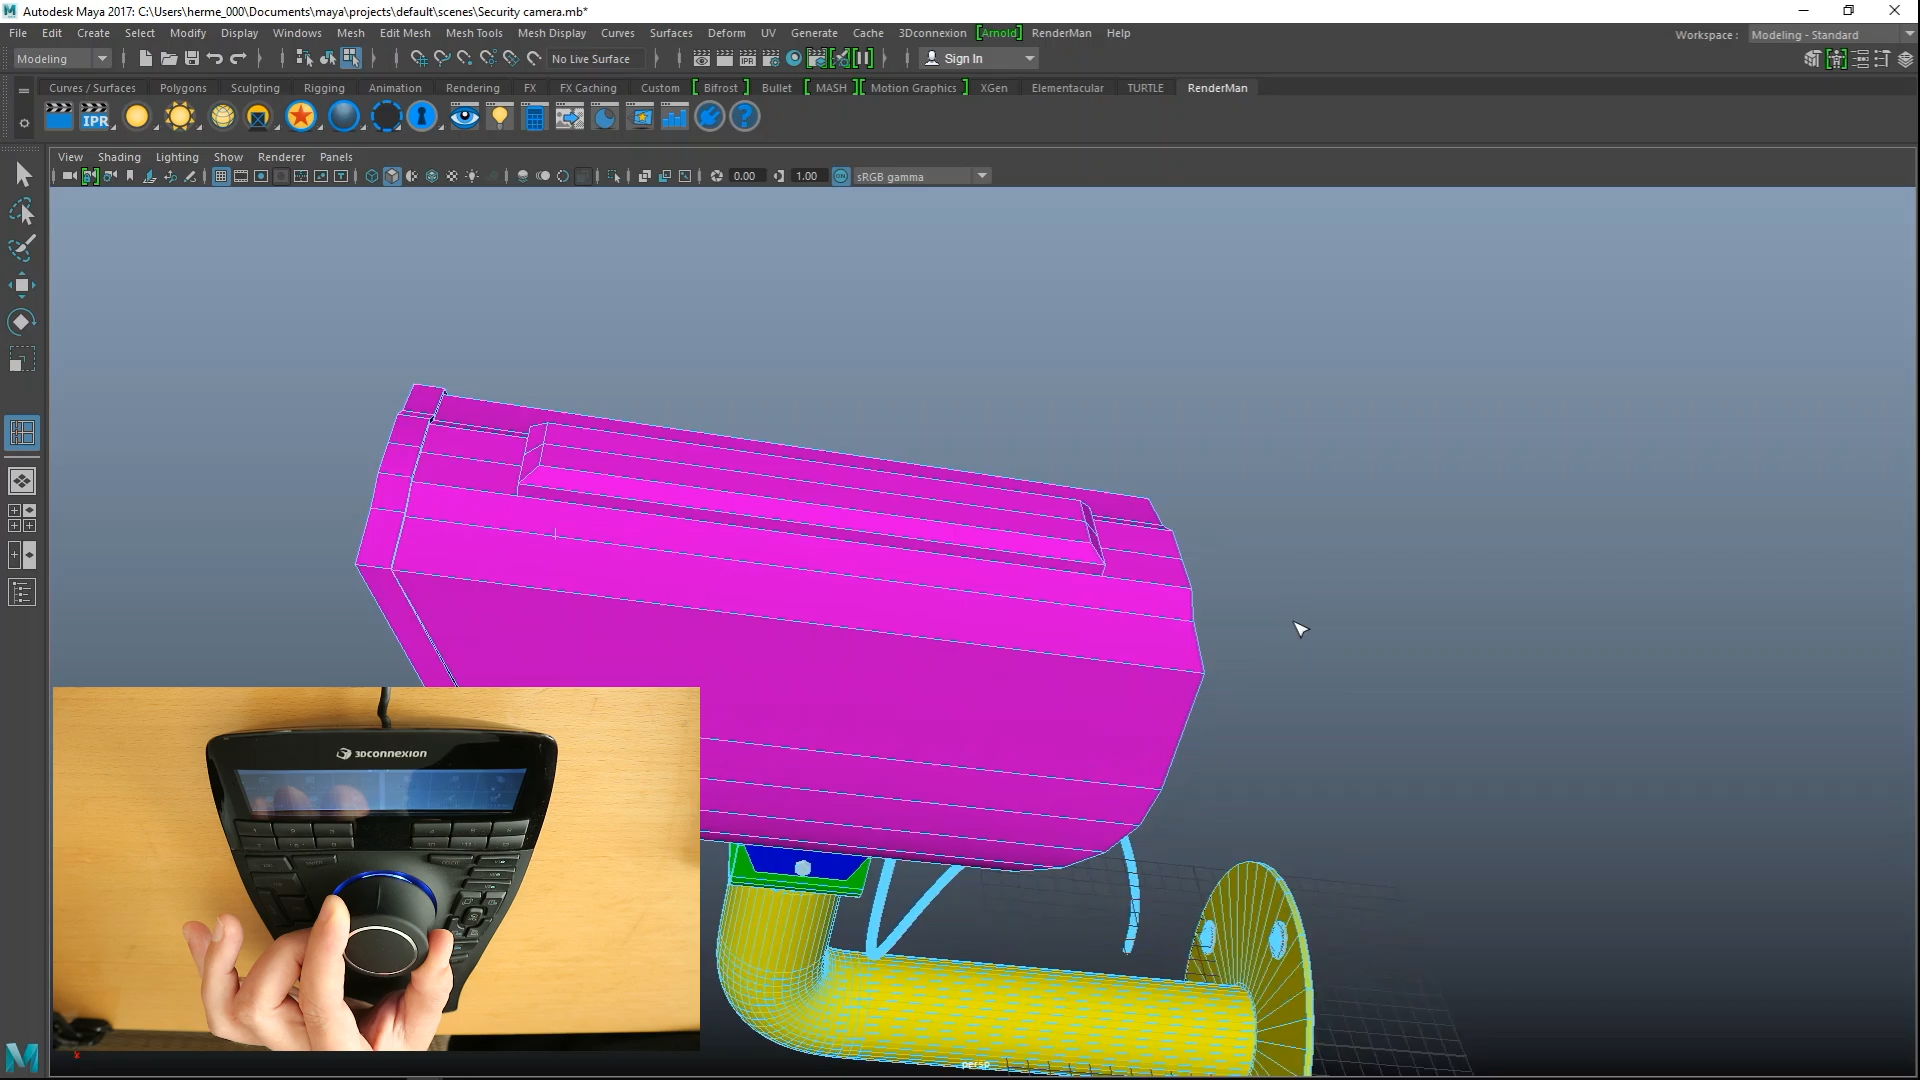 Autodesk Maya 2017: C:\Users\herme_000\Documents\maya\projects\default\scenes\Security camera.mb*
File Edit Create Select Modify Display Windows Mesh Edit Mesh Mesh Tools Mesh Display Curves Surfaces Deform UV Generate Cache 3Dconnexion [Arnold] RenderMan Help
Workspace : Modeling - Standard
Modeling No Live Surface IPR Sign In
Curves / Surfaces Polygons Sculpting Rigging Animation Rendering FX FX Caching Custom [ Bifrost ] Bullet [ MASH ][ Motion Graphics ] XGen Elementacular TURTLE RenderMan
IPR
View Shading Lighting Show Renderer Panels
0.00 1.00 ON sRGB gamma
3Dconnexion
persp